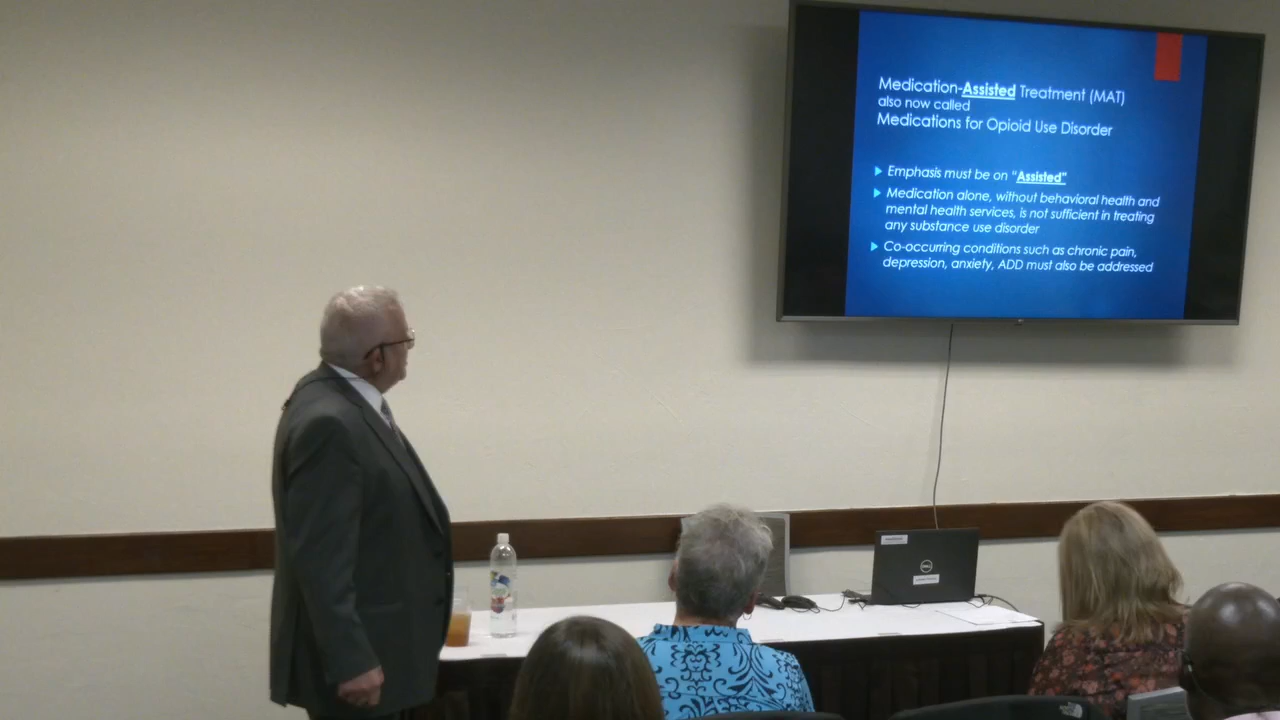 Medication-Assisted Treatment (MAT)
also now called
Medications for Opioid Use Disorder
Emphasis must be on “Assisted”
Medication alone, without behavioral health and
mental health services, is not sufficient in treating
any substance use disorder
Co-occurring conditions such as chronic pain,
depression, anxiety, ADD must also be addressed
DELL